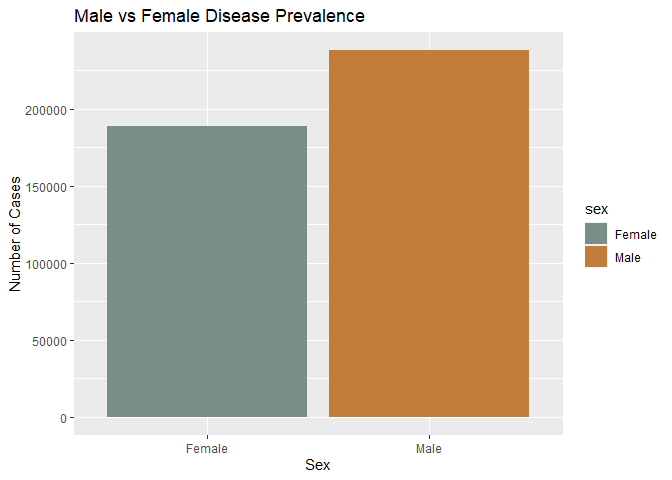 Male vs Female Disease Prevalence
Number of Cases
200000
150000
100000
50000
0
Female
Male
Sex
sex
Female
Male